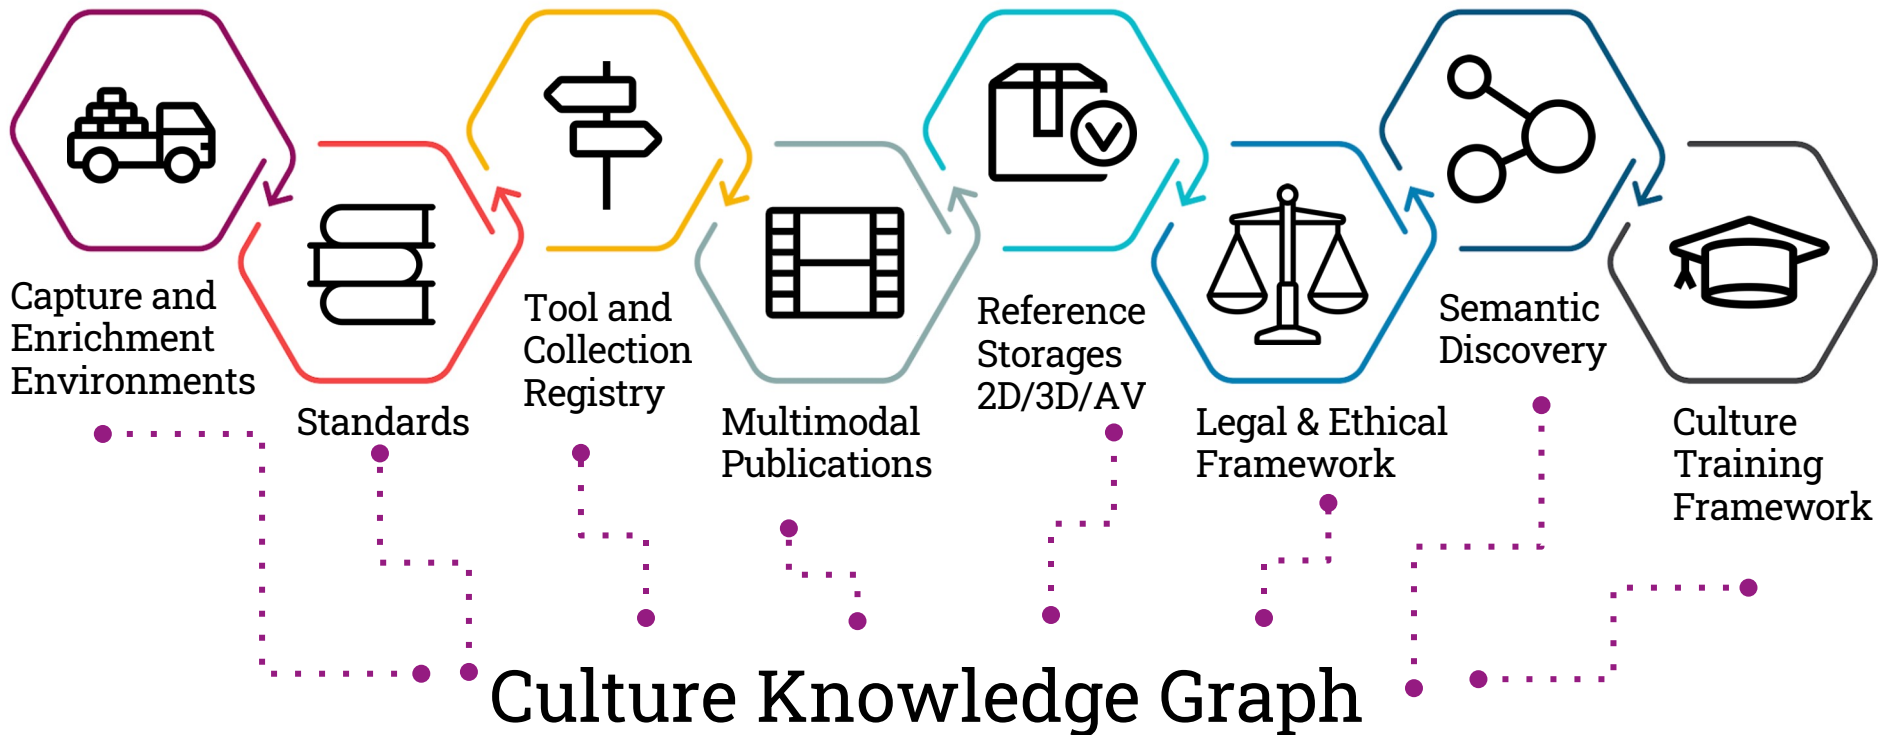 Capture and
Enrichment
Environments
Standards
Tool and
Collection
Registry
Multimodal
Publications
Reference
Storages
2D/3D/AV
Legal & Ethical
Framework
Semantic
Discovery
Culture
Training
Framework
Culture Knowledge Graph